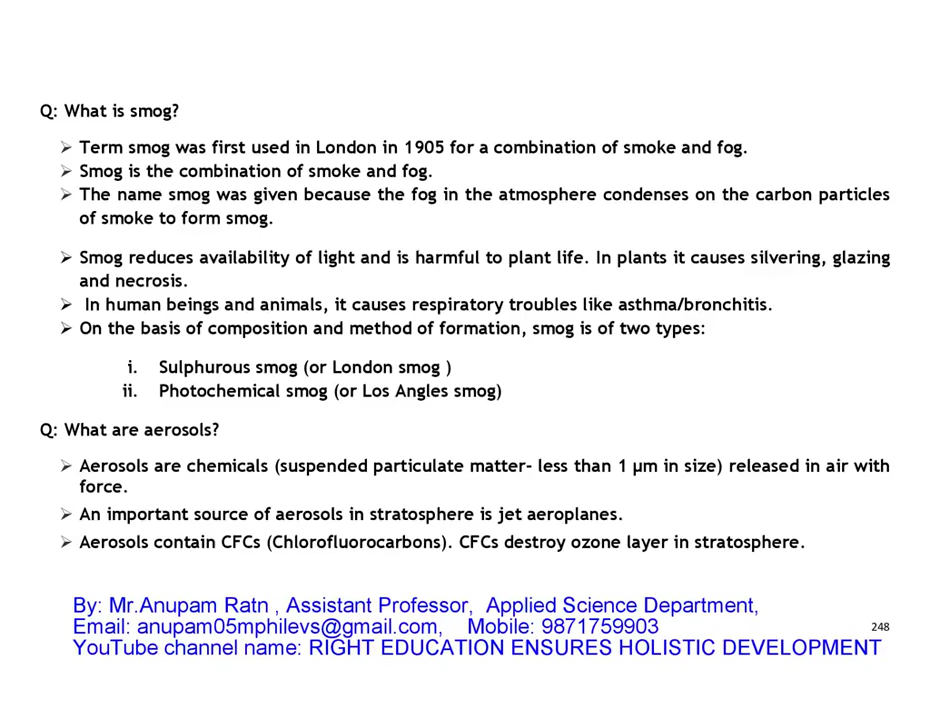 Q: What is smog?
➢ Term smog was first used in London in 1905 for a combination of smoke and fog.
➢ Smog is the combination of smoke and fog.
➢ The name smog was given because the fog in the atmosphere condenses on the carbon particles
of smoke to form smog.
➢ Smog reduces availability of light and is harmful to plant life. In plants it causes silvering, glazing
and necrosis.
➢ In human beings and animals, it causes respiratory troubles like asthma/bronchitis.
➢ On the basis of composition and method of formation, smog is of two types:
i. Sulphurous smog (or London smog )
ii. Photochemical smog (or Los Angles smog)
Q: What are aerosols?
➢ Aerosols are chemicals (suspended particulate matter- less than 1 µm in size) released in air with
force.
➢ An important source of aerosols in stratosphere is jet aeroplanes.
➢ Aerosols contain CFCs (Chlorofluorocarbons). CFCs destroy ozone layer in stratosphere.
By: Mr.Anupam Ratn , Assistant Professor, Applied Science Department,
Email: anupam05mphilevs@gmail.com, Mobile: 9871759903
248
YouTube channel name: RIGHT EDUCATION ENSURES HOLISTIC DEVELOPMENT